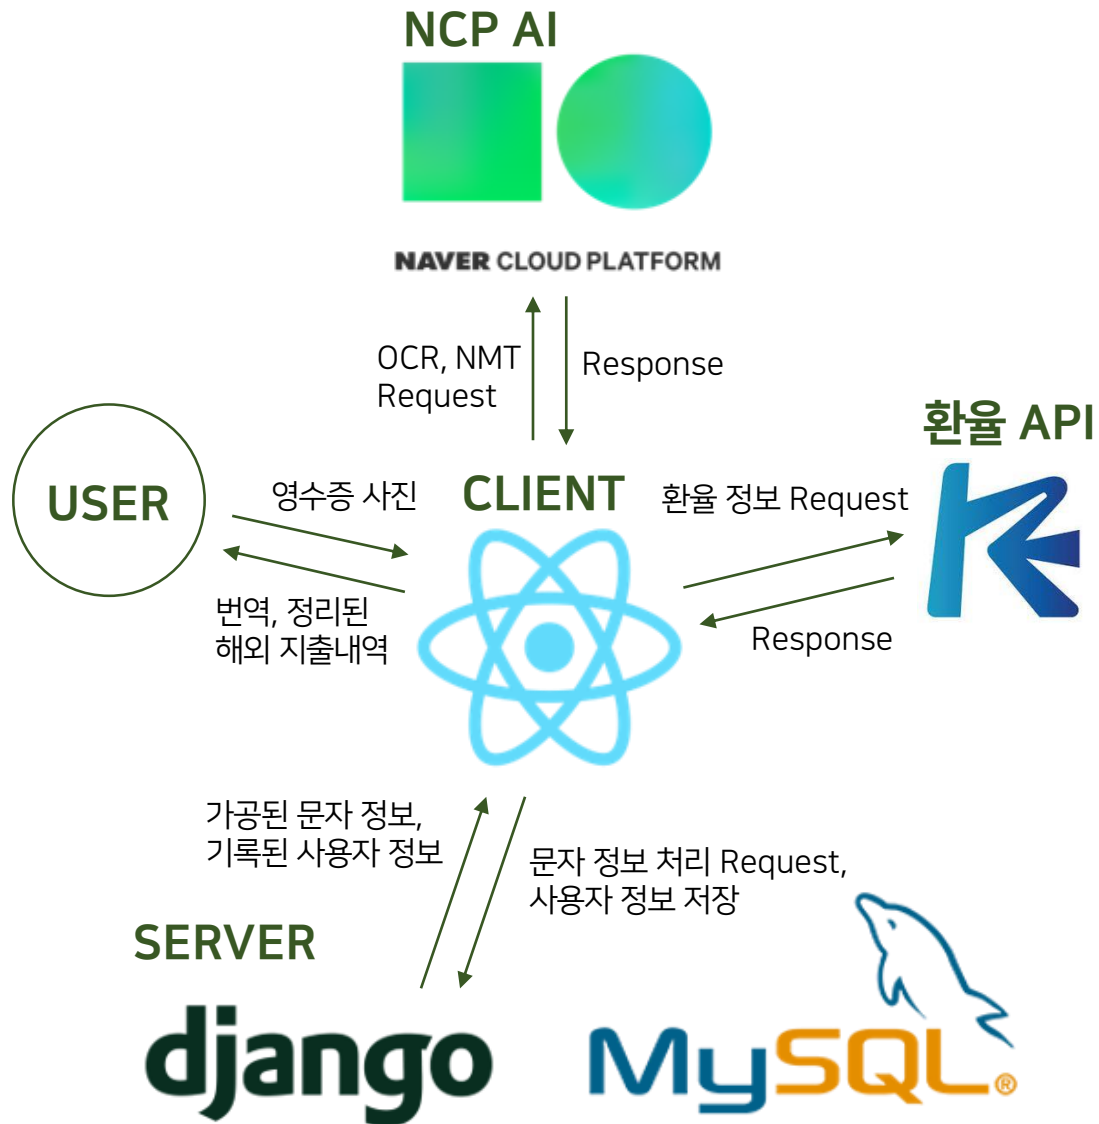 NCP AI
NAVER CLOUD PLATFORM
OCR, NMT
Request
Response
환율 API
USER
영수증 사진
CLIENT
환율 정보 Request
번역, 정리된
해외 지출내역
Response
가공된 문자 정보,
기록된 사용자 정보
문자 정보 처리 Request,
사용자 정보 저장
SERVER
django
MySQL®